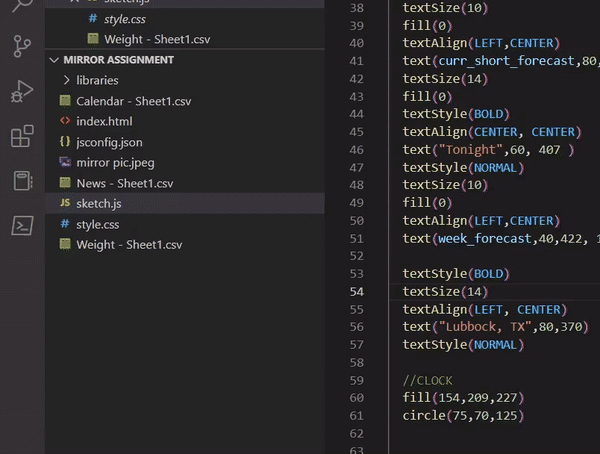 JS sketch.js
# style.css
Weight - Sheet1.csv
MIRROR ASSIGNMENT
libraries
Calendar - Sheet1.csv
<> index.html
{} jsconfig.json
mirror pic.jpeg
News - Sheet1.csv
JS sketch.js
# style.css
Weight - Sheet1.csv
38 textSize(10)
39 fill(0)
40 textAlign(LEFT,CENTER)
41 text(curr_short_forecast,80,
42 textSize(14)
43 fill(0)
44 textStyle(BOLD)
45 textAlign(CENTER, CENTER)
46 text("Tonight",60, 407 )
47 textStyle(NORMAL)
48 textSize(10)
49 fill(0)
50 textAlign(LEFT,CENTER)
51 text(week_forecast,40,422, 1
52
53 textStyle(BOLD)
54 textSize(14)
55 textAlign(LEFT, CENTER)
56 text("Lubbock, TX",80,370)
57 textStyle(NORMAL)
58
59 //CLOCK
60 fill(154,209,227)
61 circle(75,70,125)
62
63